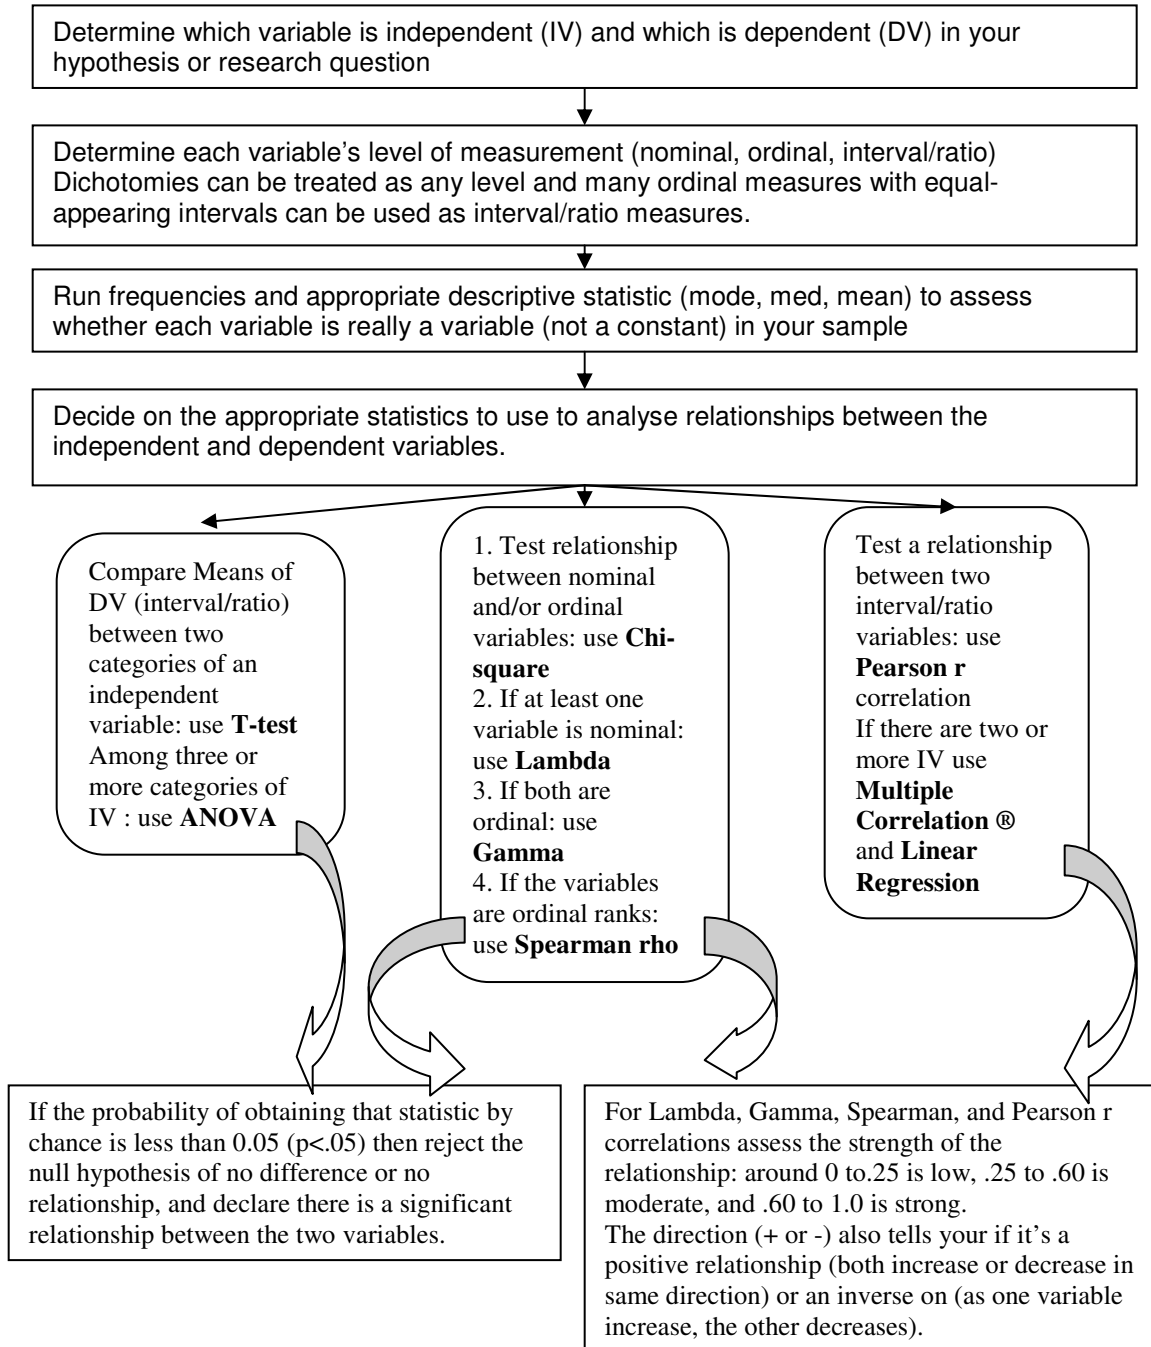 Determine which variable is independent (IV) and which is dependent (DV) in your
hypothesis or research question
Determine each variable's level of measurement (nominal, ordinal, interval/ratio)
Dichotomies can be treated as any level and many ordinal measures with equal-
appearing intervals can be used as interval/ratio measures.
Run frequencies and appropriate descriptive statistic (mode, med, mean) to assess
whether each variable is really a variable (not a constant) in your sample
Decide on the appropriate statistics to use to analyse relationships between the
independent and dependent variables.
Compare Means of
DV (interval/ratio)
between two
categories of an
independent
variable: use T-test
Among three or
more categories of
IV : use ANOVA
1. Test relationship
between nominal
and/or ordinal
variables: use Chi-
square
2. If at least one
variable is nominal:
use Lambda
3. If both are
ordinal: use
Gamma
4. If the variables
are ordinal ranks:
use Spearman rho
Test a relationship
between two
interval/ratio
variables: use
Pearson r
correlation
If there are two or
more IV use
Multiple
Correlation ®
and Linear
Regression
If the probability of obtaining that statistic by
chance is less than 0.05 (p<.05) then reject the
null hypothesis of no difference or no
relationship, and declare there is a significant
relationship between the two variables.
For Lambda, Gamma, Spearman, and Pearson r
correlations assess the strength of the
relationship: around 0 to.25 is low, .25 to .60 is
moderate, and .60 to 1.0 is strong.
The direction (+ or -) also tells your if it's a
positive relationship (both increase or decrease in
same direction) or an inverse on (as one variable
increase, the other decreases).